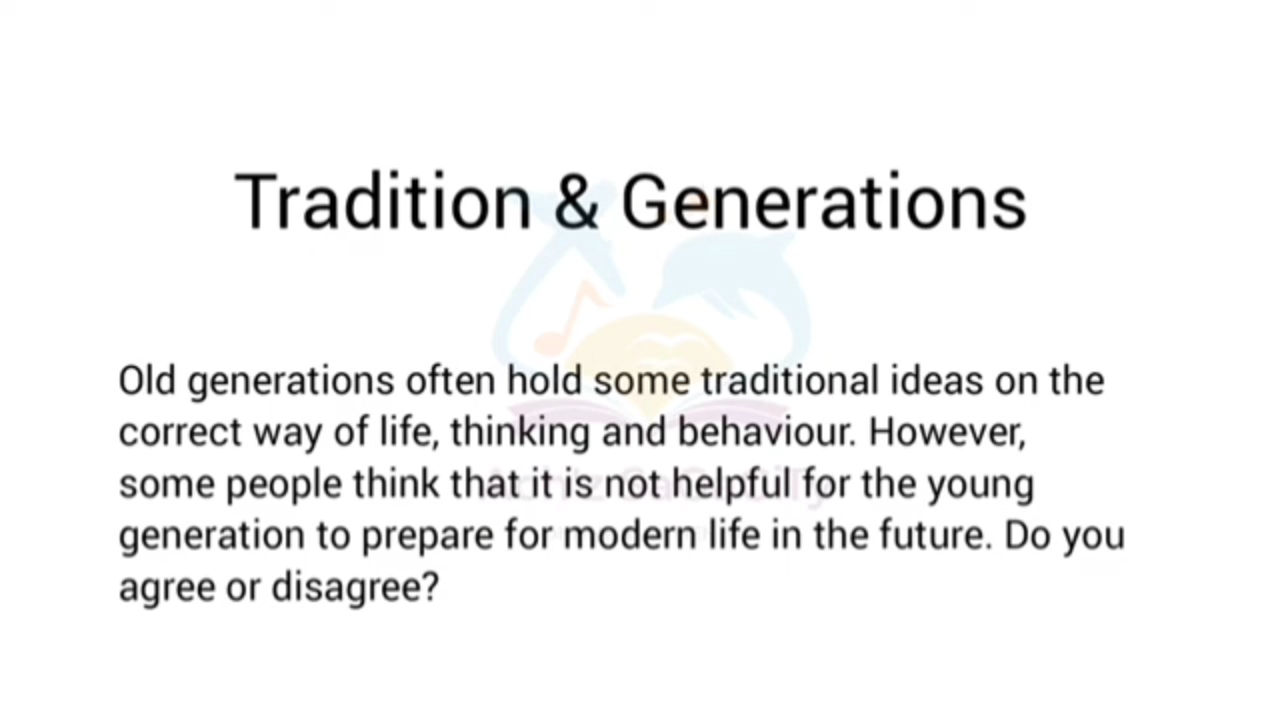 Tradition & Generations
Old generations often hold some traditional ideas on the
correct way of life, thinking and behaviour. However,
some people think that it is not helpful for the young
generation to prepare for modern life in the future. Do you
agree or disagree?